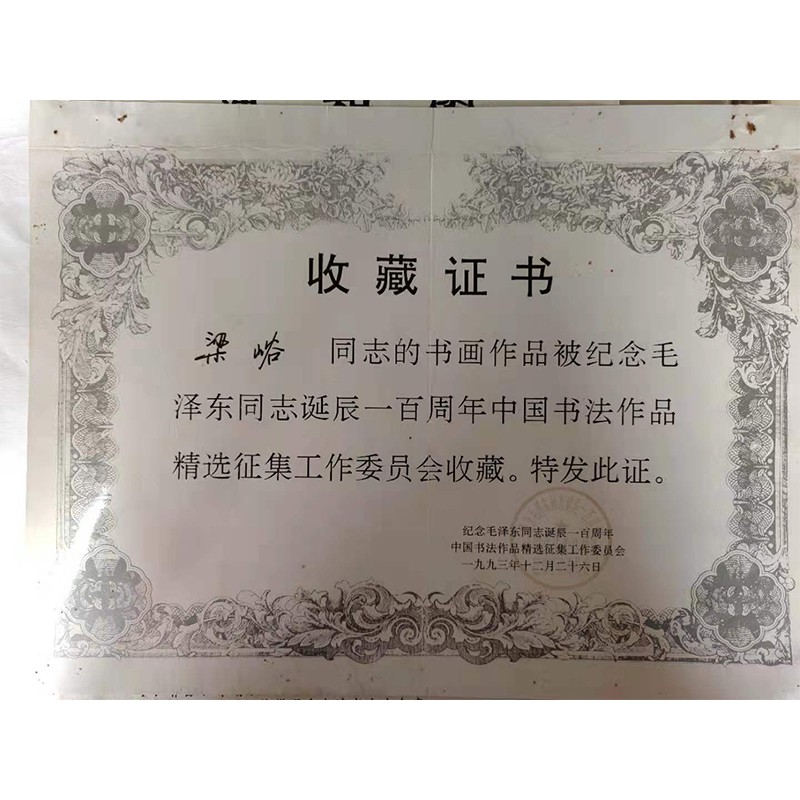 收藏证书
梁峪 同志的书画作品被纪念毛
泽东同志诞辰一百周年中国书法作品
精选征集工作委员会收藏。特发此证。
纪念毛泽东同志诞辰一百周年
中国书法作品精选征集工作委员会
一九九三年十二月二十六日